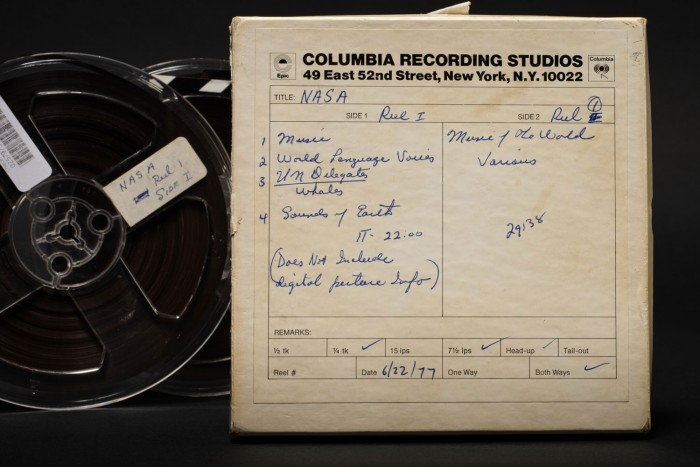 COLUMBIA RECORDING STUDIOS
49 East 52nd Street, New York, N.Y. 10022
Epic
Columbia
TITLE: NASA
SIDE 1 Reel I
SIDE 2 Reel 1
1 Music
2 World Language Voices
3 UN Delegates
Whales
4 Sounds of Earth
TT- 22:00
(Does Not Include
digital picture Info)
Music of the World
Various
29:38
REMARKS:
½ tk ¼ tk ✓ 15 ips 7½ ips ✓ Head-up ✓ Tail-out
Reel # Date 6/22/77 One Way Both Ways ✓
NASA
Reel 1
Side I